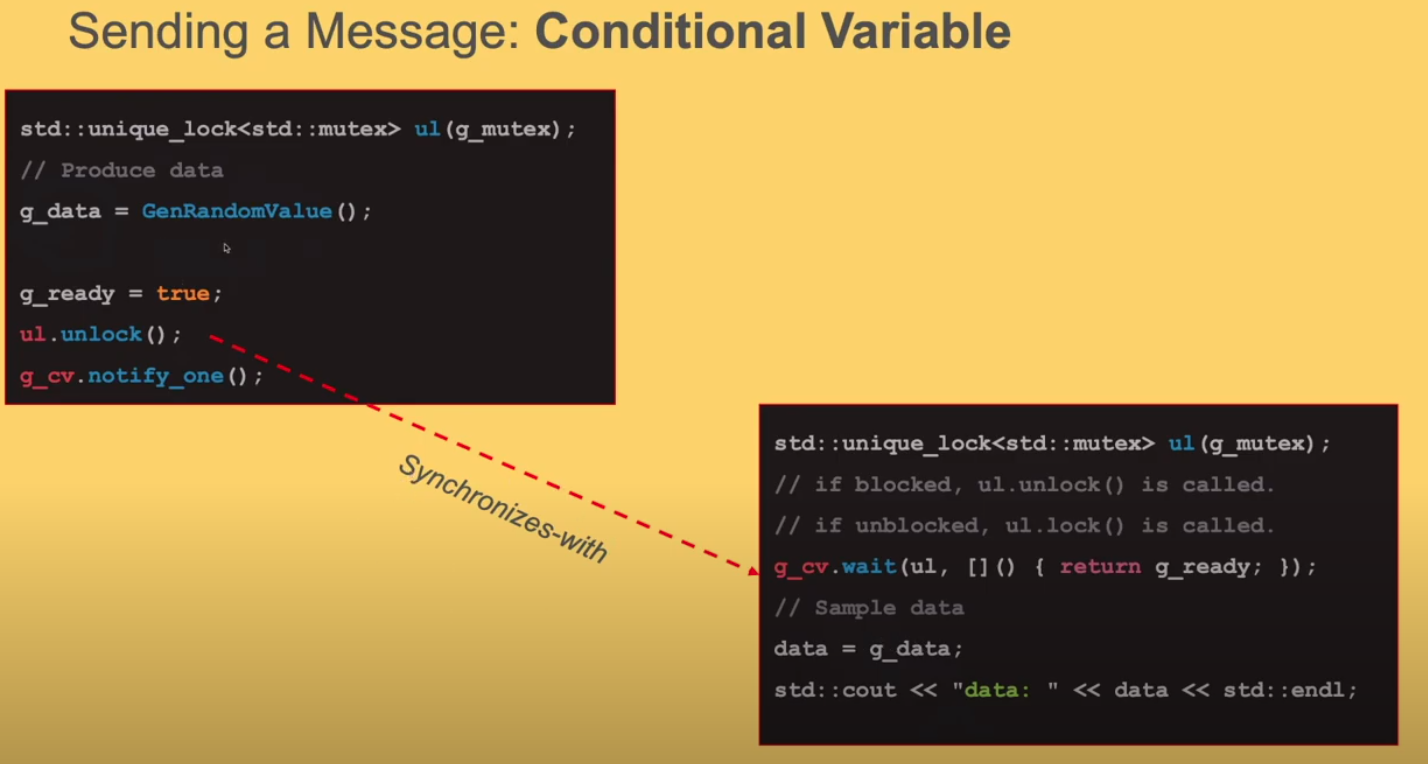 Sending a Message: Conditional Variable
std::unique_lock<std::mutex> ul(g_mutex);
// Produce data
g_data = GenRandomValue();
g_ready = true;
ul.unlock();
g_cv.notify_one();
Synchronizes-with
std::unique_lock<std::mutex> ul(g_mutex);
// if blocked, ul.unlock() is called.
// if unblocked, ul.lock() is called.
g_cv.wait(ul, []() { return g_ready; });
// Sample data
data = g_data;
std::cout << "data: " << data << std::endl;